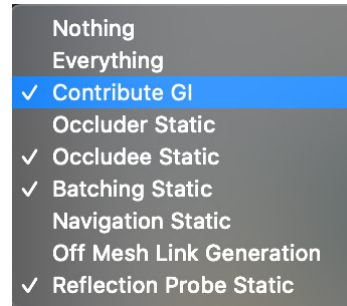 Nothing
Everything
✓ Contribute GI
Occluder Static
✓ Occludee Static
✓ Batching Static
Navigation Static
Off Mesh Link Generation
✓ Reflection Probe Static